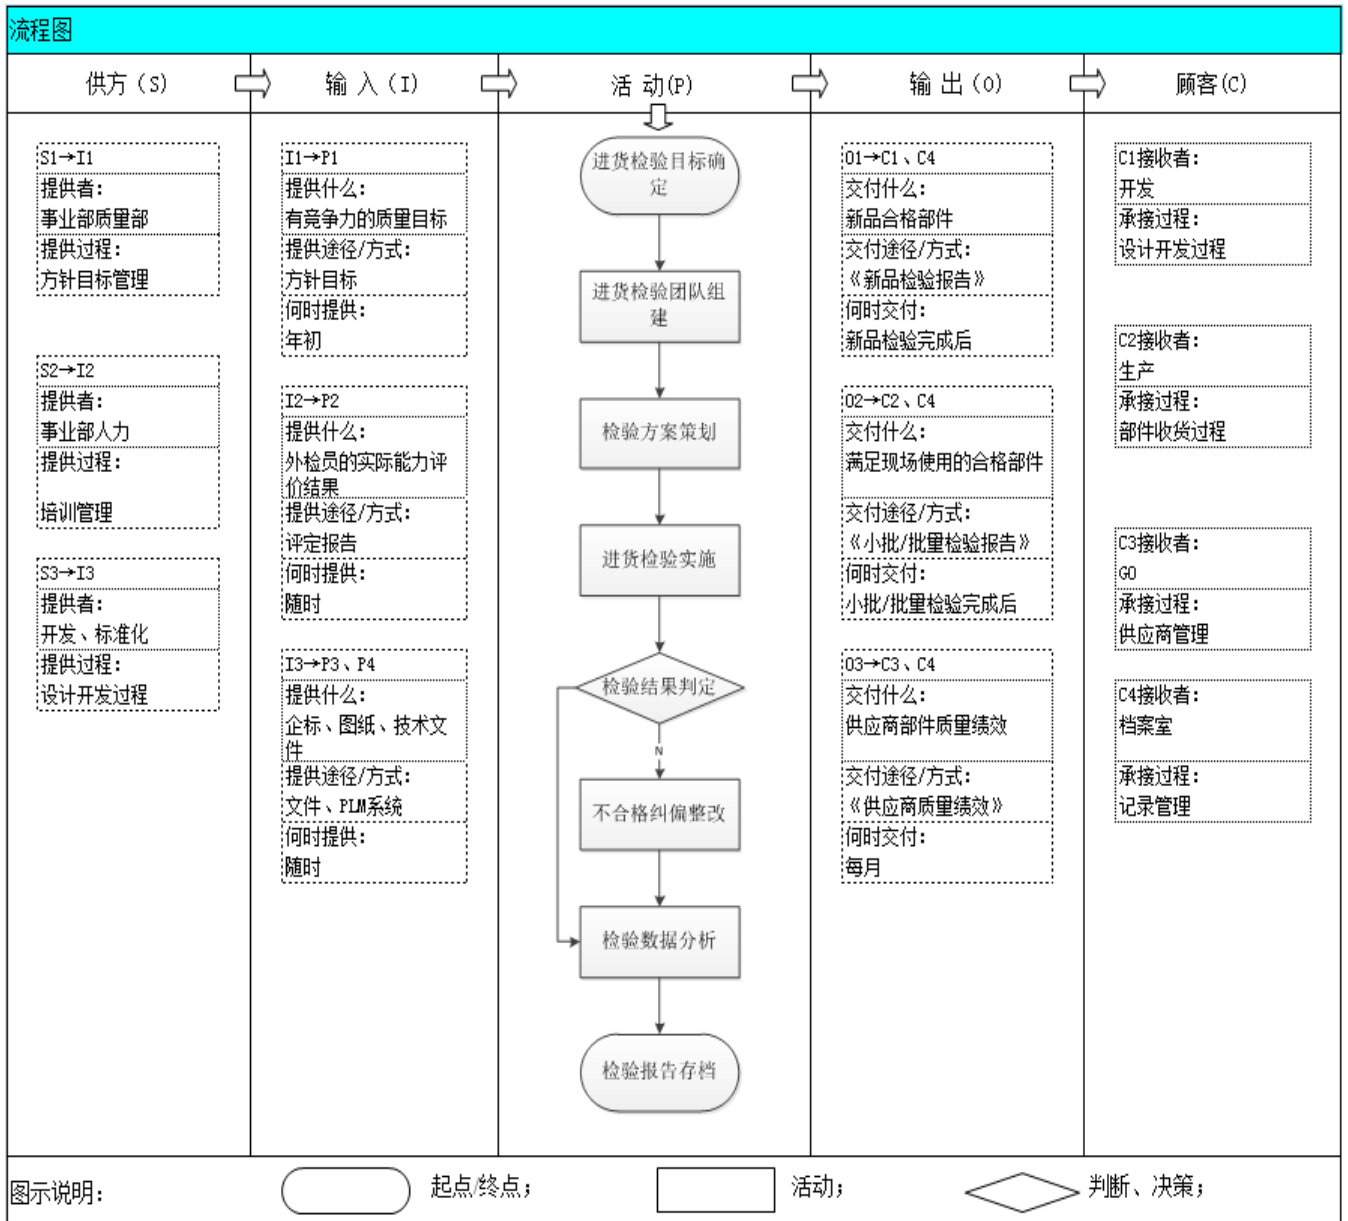 流程图
供方（S）
输 入（I）
活 动(P)
输 出（O）
顾客(C)
S1→I1
提供者：
事业部质量部
提供过程：
方针目标管理
S2→I2
提供者：
事业部人力
提供过程：
培训管理
S3→I3
提供者：
开发、标准化
提供过程：
设计开发过程
I1→P1
提供什么：
有竞争力的质量目标
提供途径/方式：
方针目标
何时提供：
年初
I2→P2
提供什么：
外检员的实际能力评
价结果
提供途径/方式：
评定报告
何时提供：
随时
I3→P3、P4
提供什么：
企标、图纸、技术文
件
提供途径/方式：
文件、PLM系统
何时提供：
随时
进货检验目标确
定
进货检验团队组
建
检验方案策划
进货检验实施
检验结果判定
N
不合格纠偏整改
检验数据分析
检验报告存档
O1→C1、C4
交付什么：
新品合格部件
交付途径/方式：
《新品检验报告》
何时交付：
新品检验完成后
O2→C2、C4
交付什么：
满足现场使用的合格部件
交付途径/方式：
《小批/批量检验报告》
何时交付：
小批/批量检验完成后
O3→C3、C4
交付什么：
供应商部件质量绩效
交付途径/方式：
《供应商质量绩效》
何时交付：
每月
C1接收者：
开发
承接过程：
设计开发过程
C2接收者：
生产
承接过程：
部件收货过程
C3接收者：
GO
承接过程：
供应商管理
C4接收者：
档案室
承接过程：
记录管理
图示说明：
起点/终点；
活动；
判断、决策；